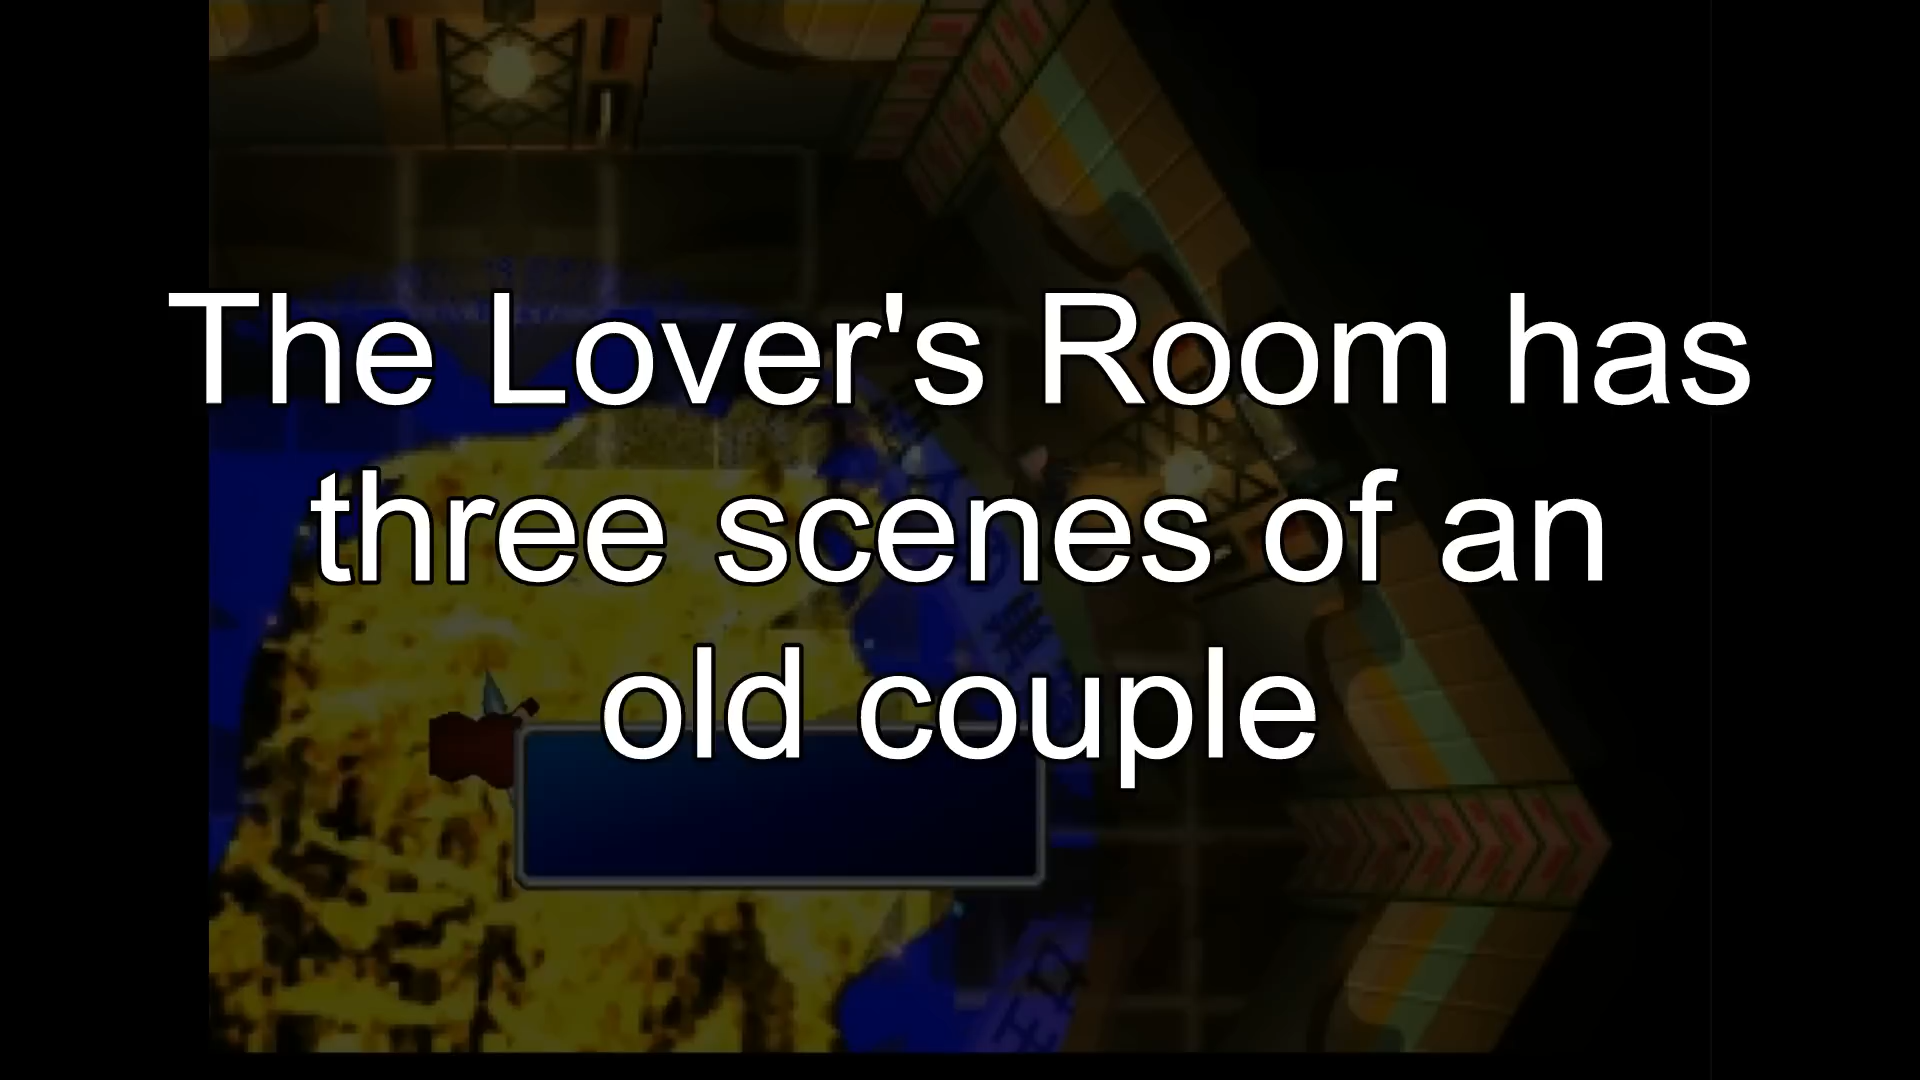 The Lover's Room has
three scenes of an
old couple